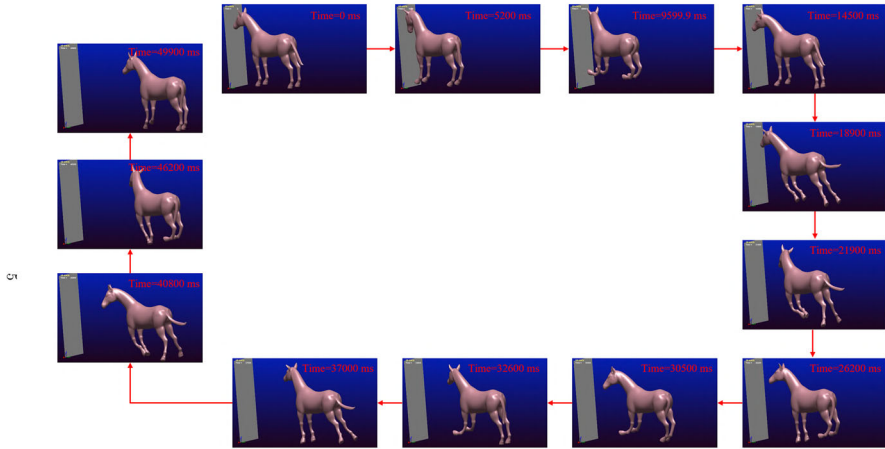 Time=0 ms
Time=5200 ms
Time=9599.9 ms
Time=14500 ms
Time=18900 ms
Time=21900 ms
Time=26200 ms
Time=30500 ms
Time=32600 ms
Time=37000 ms
Time=40800 ms
Time=46200 ms
Time=49900 ms
5